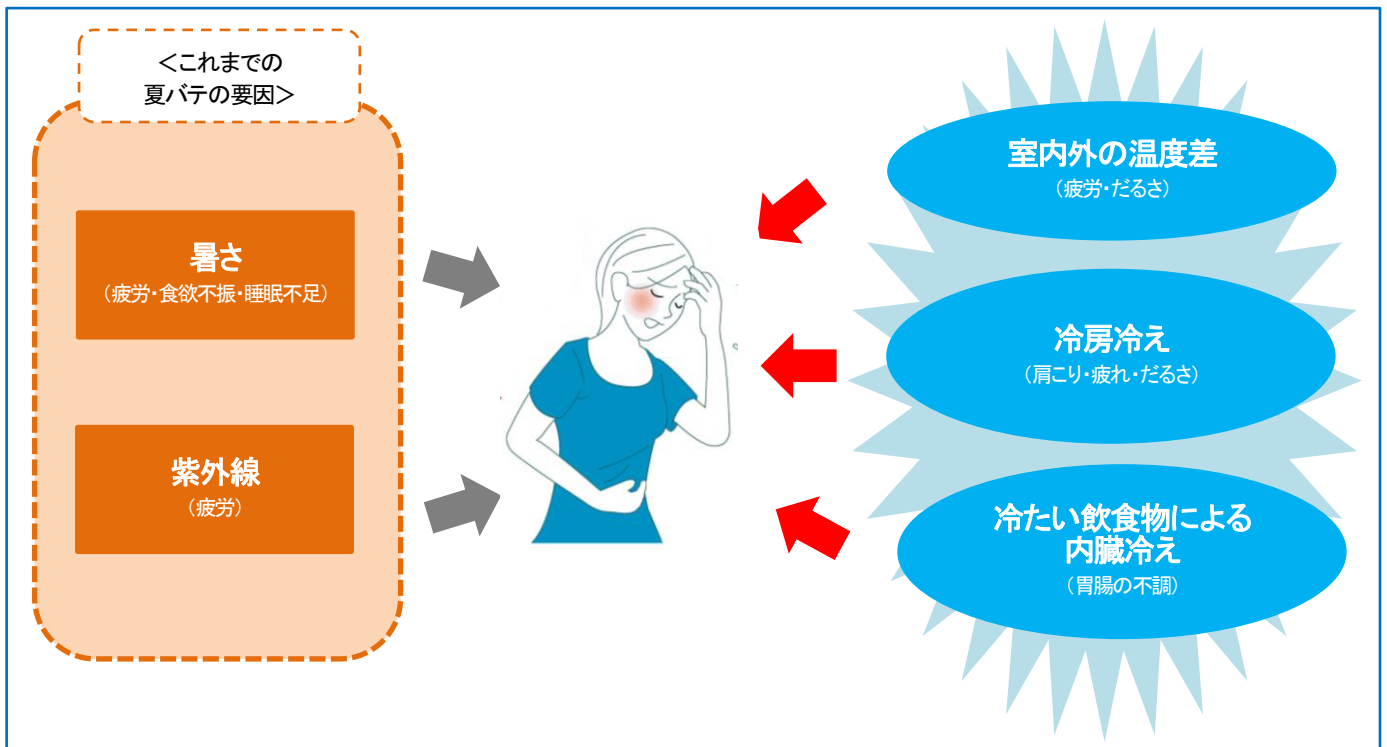 ＜これまでの
夏バテの要因＞
暑さ
（疲労・食欲不振・睡眠不足）
紫外線
（疲労）
室内外の温度差
（疲労・だるさ）
冷房冷え
（肩こり・疲れ・だるさ）
冷たい飲食物による
内臓冷え
（胃腸の不調）